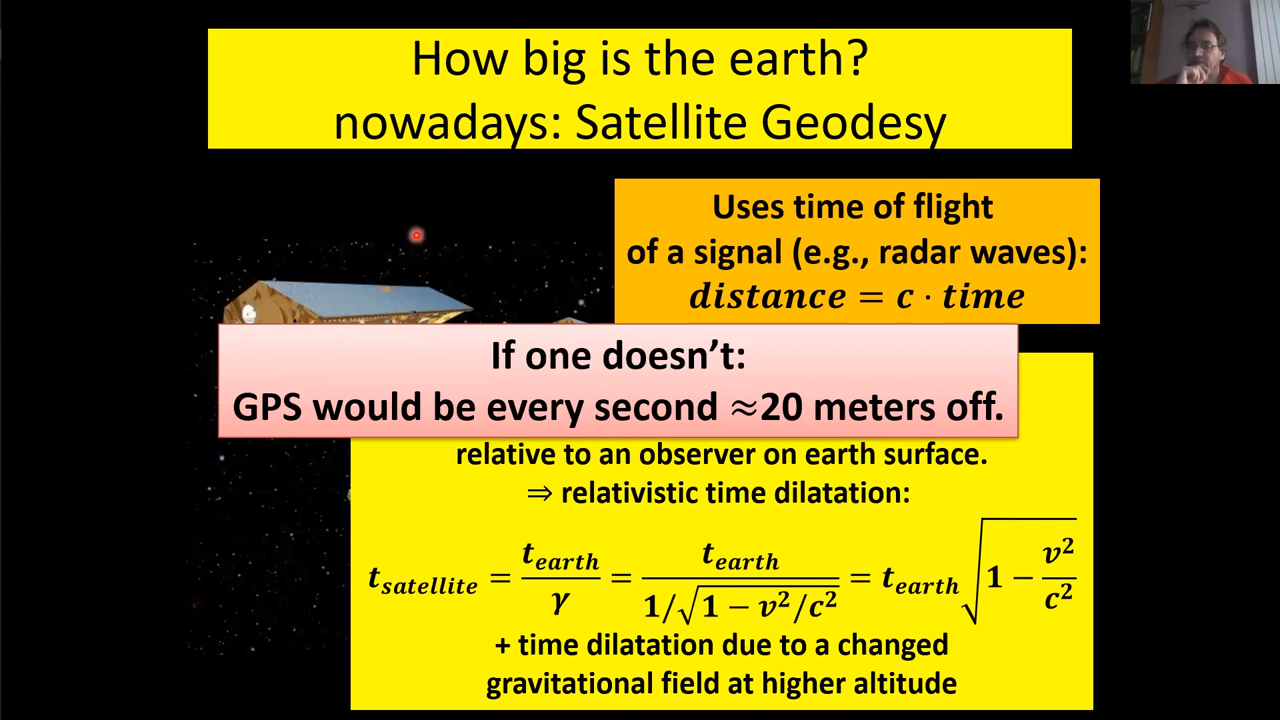 How big is the earth?
nowadays: Satellite Geodesy
Uses time of flight
of a signal (e.g., radar waves):
distance = c · time
If one doesn't:
GPS would be every second ≈20 meters off.
relative to an observer on earth surface.
⇒ relativistic time dilatation:
t_satellite = t_earth / γ = t_earth / (1/√(1 − v²/c²)) = t_earth √(1 − v²/c²)
+ time dilatation due to a changed
gravitational field at higher altitude